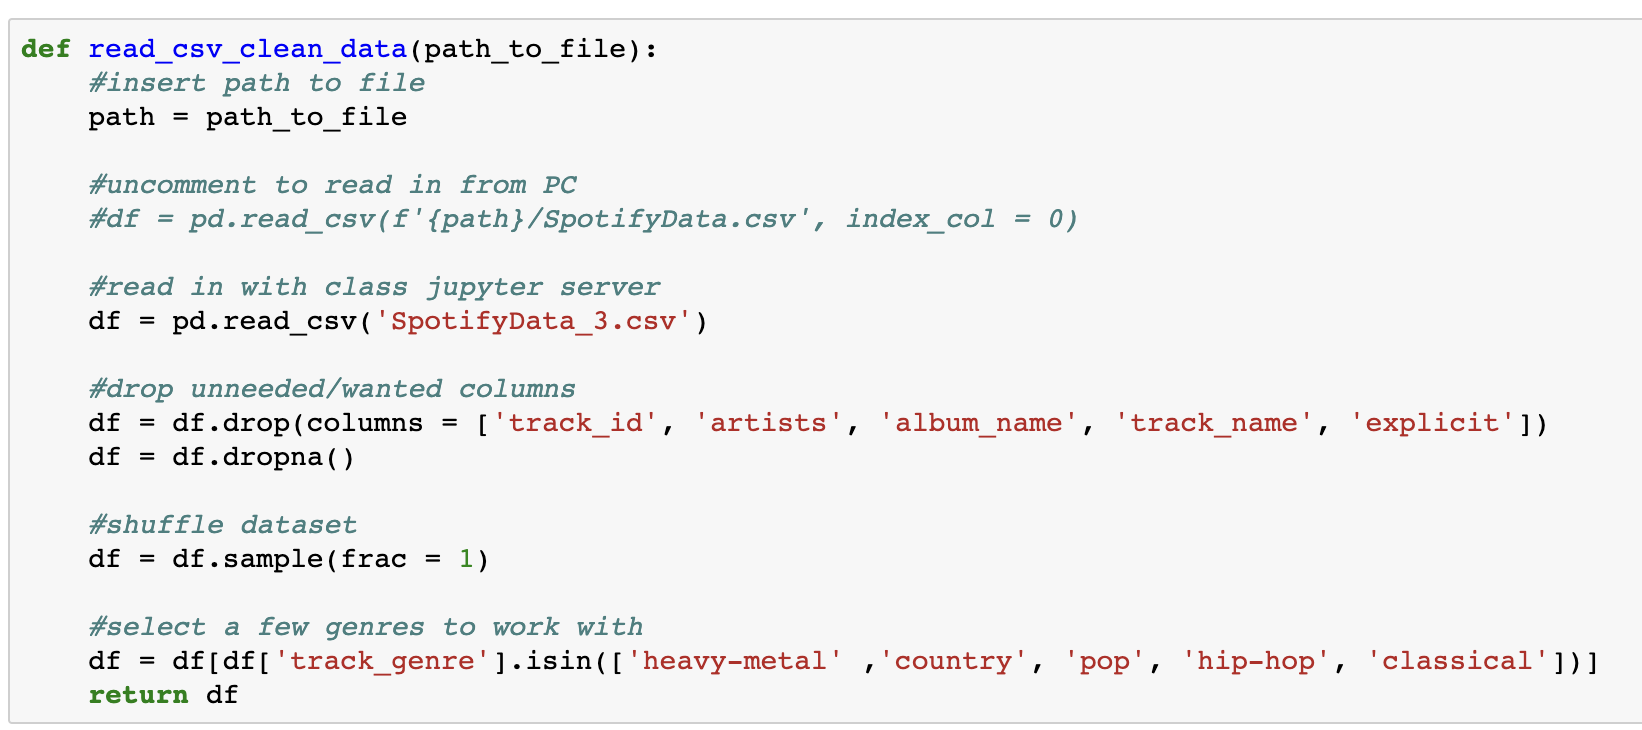 def read_csv_clean_data(path_to_file):
    #insert path to file
    path = path_to_file

    #uncomment to read in from PC
    #df = pd.read_csv(f'{path}/SpotifyData.csv', index_col = 0)

    #read in with class jupyter server
    df = pd.read_csv('SpotifyData_3.csv')

    #drop unneeded/wanted columns
    df = df.drop(columns = ['track_id', 'artists', 'album_name', 'track_name', 'explicit'])
    df = df.dropna()

    #shuffle dataset
    df = df.sample(frac = 1)

    #select a few genres to work with
    df = df[df['track_genre'].isin(['heavy-metal' ,'country', 'pop', 'hip-hop', 'classical'])]
    return df